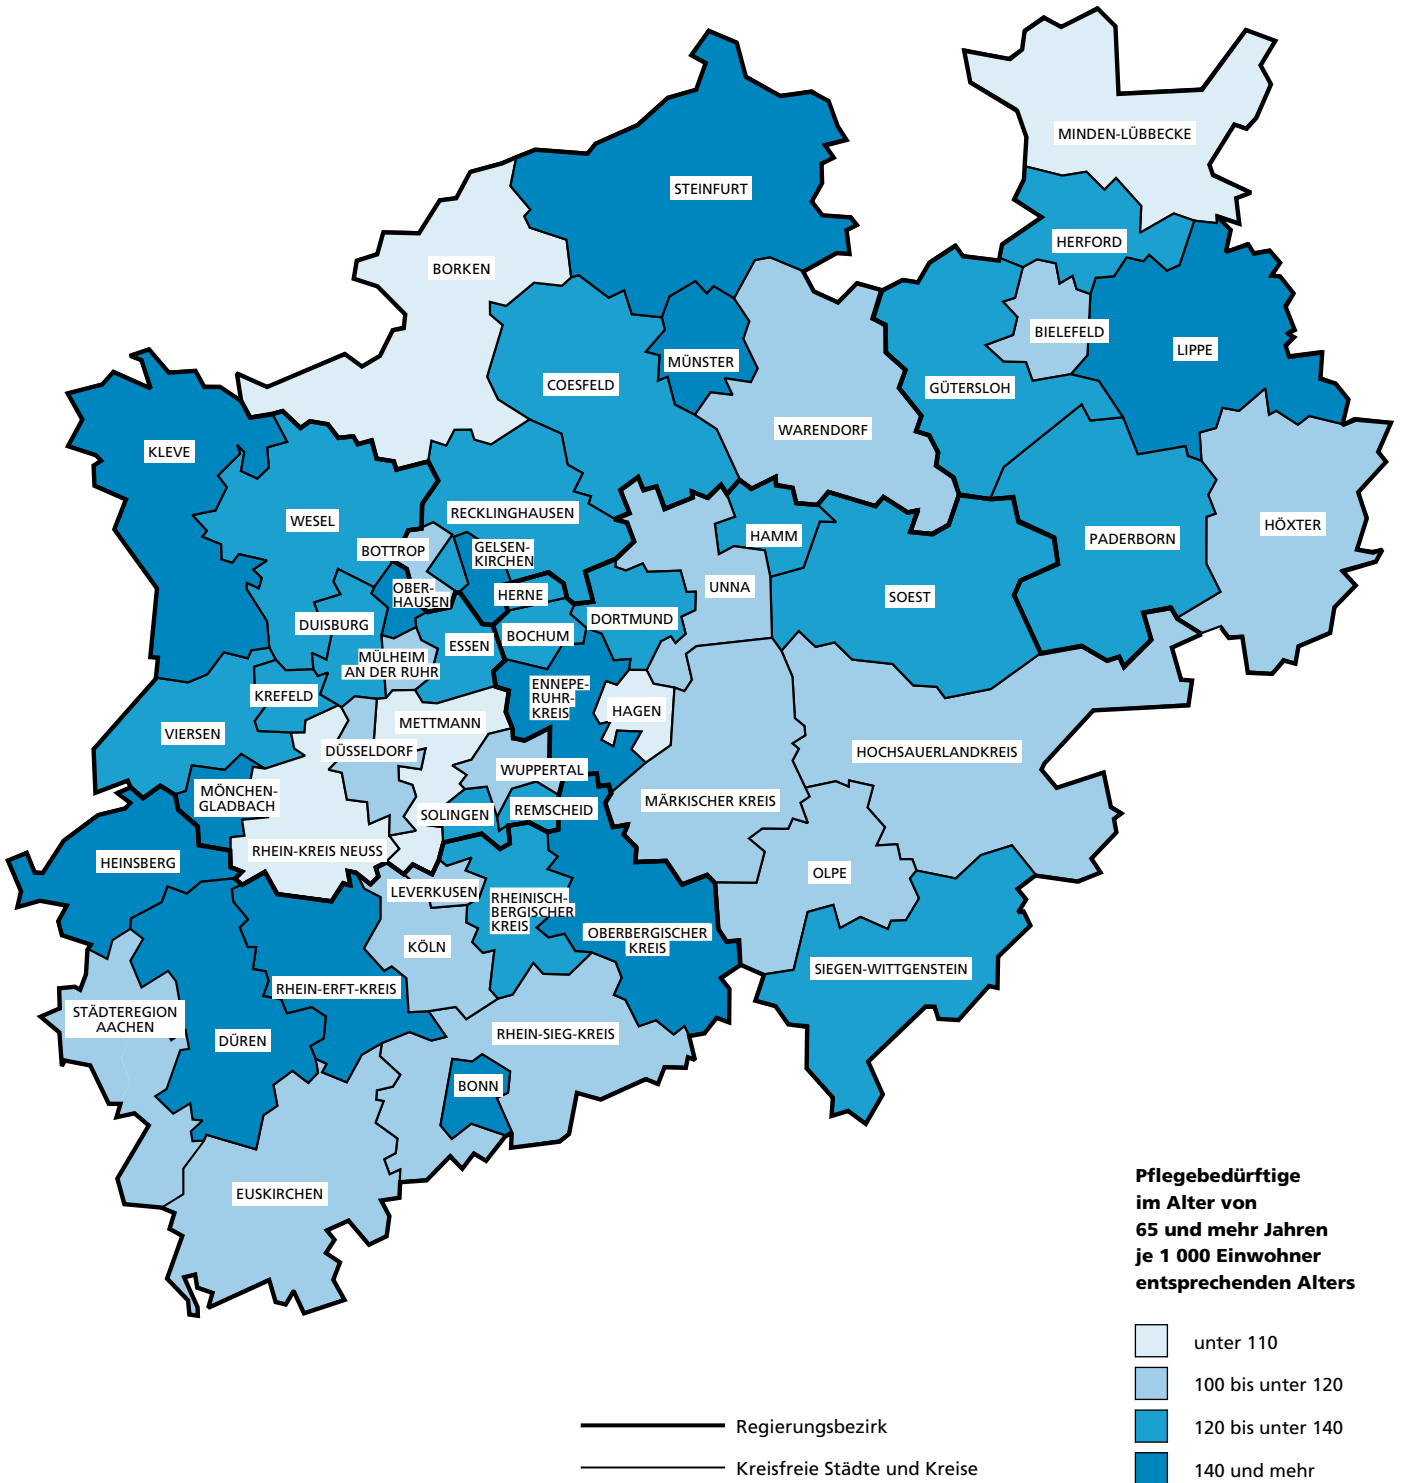 MINDEN-LÜBBECKE
STEINFURT
HERFORD
BORKEN
BIELEFELD
LIPPE
MÜNSTER
COESFELD
GÜTERSLOH
WARENDORF
KLEVE
RECKLINGHAUSEN
WESEL
HÖXTER
HAMM
PADERBORN
BOTTROP
GELSEN-
KIRCHEN
OBER-
HAUSEN
HERNE
UNNA
SOEST
DUISBURG
DORTMUND
BOCHUM
ESSEN
MÜLHEIM
AN DER RUHR
KREFELD
ENNEPE-
RUHR-
KREIS
HAGEN
METTMANN
VIERSEN
DÜSSELDORF
HOCHSAUERLANDKREIS
WUPPERTAL
MÖNCHEN-
GLADBACH
MÄRKISCHER KREIS
REMSCHEID
SOLINGEN
RHEIN-KREIS NEUSS
HEINSBERG
OLPE
LEVERKUSEN
RHEINISCH-
BERGISCHER
KREIS
OBERBERGISCHER
KREIS
KÖLN
SIEGEN-WITTGENSTEIN
RHEIN-ERFT-KREIS
STÄDTEREGION
AACHEN
RHEIN-SIEG-KREIS
DÜREN
BONN
EUSKIRCHEN
Pflegebedürftige
im Alter von
65 und mehr Jahren
je 1 000 Einwohner
entsprechenden Alters
unter 110
100 bis unter 120
120 bis unter 140
140 und mehr
Regierungsbezirk
Kreisfreie Städte und Kreise